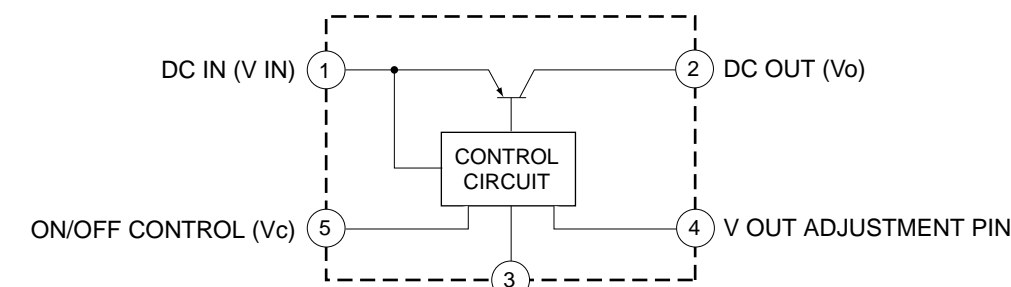 DC IN (V IN) 1
2 DC OUT (Vo)
CONTROL
CIRCUIT
ON/OFF CONTROL (Vc) 5
4 V OUT ADJUSTMENT PIN
3